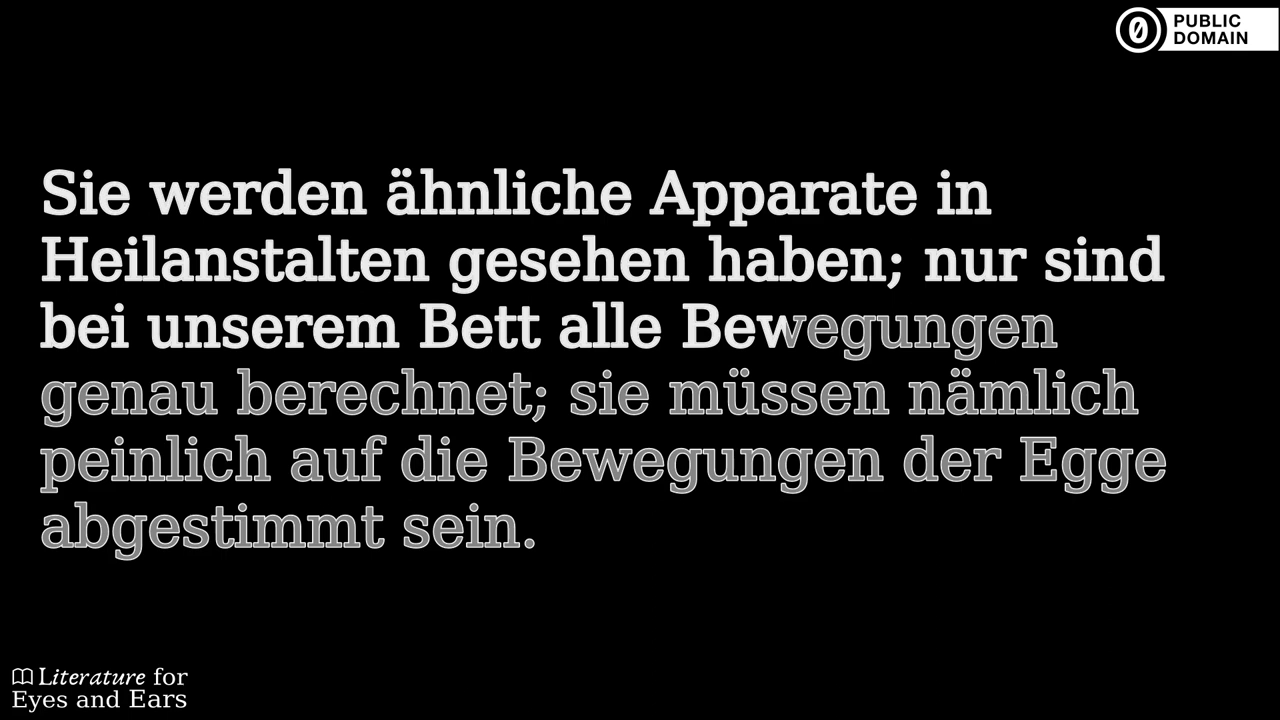 PUBLIC
DOMAIN
Sie werden ähnliche Apparate in
Heilanstalten gesehen haben; nur sind
bei unserem Bett alle Bewegungen
genau berechnet; sie müssen nämlich
peinlich auf die Bewegungen der Egge
abgestimmt sein.
Literature for
Eyes and Ears